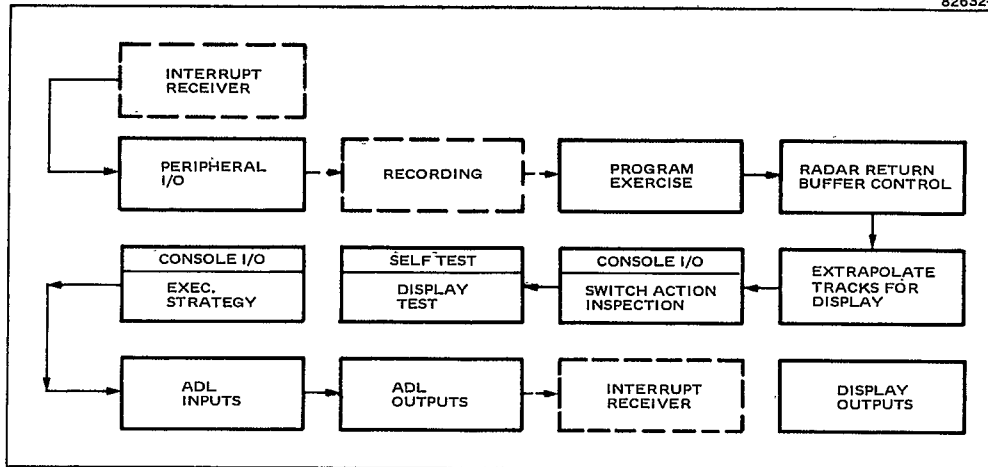 82632-
INTERRUPT
RECEIVER
PERIPHERAL
I/O
RECORDING
PROGRAM
EXERCISE
RADAR RETURN
BUFFER CONTROL
CONSOLE I/O
EXEC.
STRATEGY
SELF TEST
DISPLAY
TEST
CONSOLE I/O
SWITCH ACTION
INSPECTION
EXTRAPOLATE
TRACKS FOR
DISPLAY
ADL
INPUTS
ADL
OUTPUTS
INTERRUPT
RECEIVER
DISPLAY
OUTPUTS